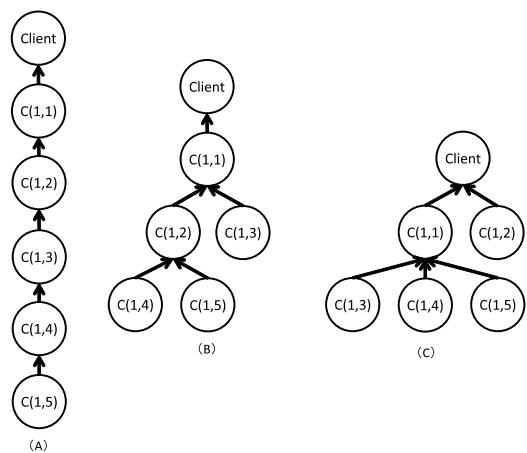 Client
C(1,1)
C(1,2)
C(1,3)
C(1,4)
C(1,5)
(A)
Client
C(1,1)
C(1,2) C(1,3)
C(1,4) C(1,5)
(B)
Client
C(1,1) C(1,2)
C(1,3) C(1,4) C(1,5)
(C)